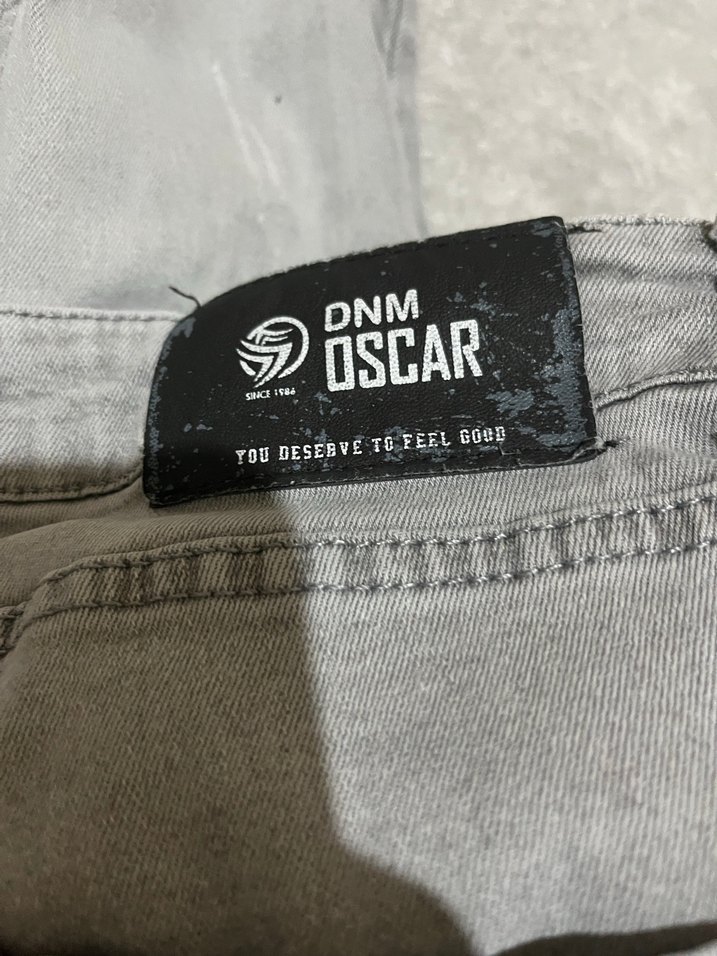 DNM
OSCAR
SINCE 1986
YOU DESERVE TO FEEL GOOD